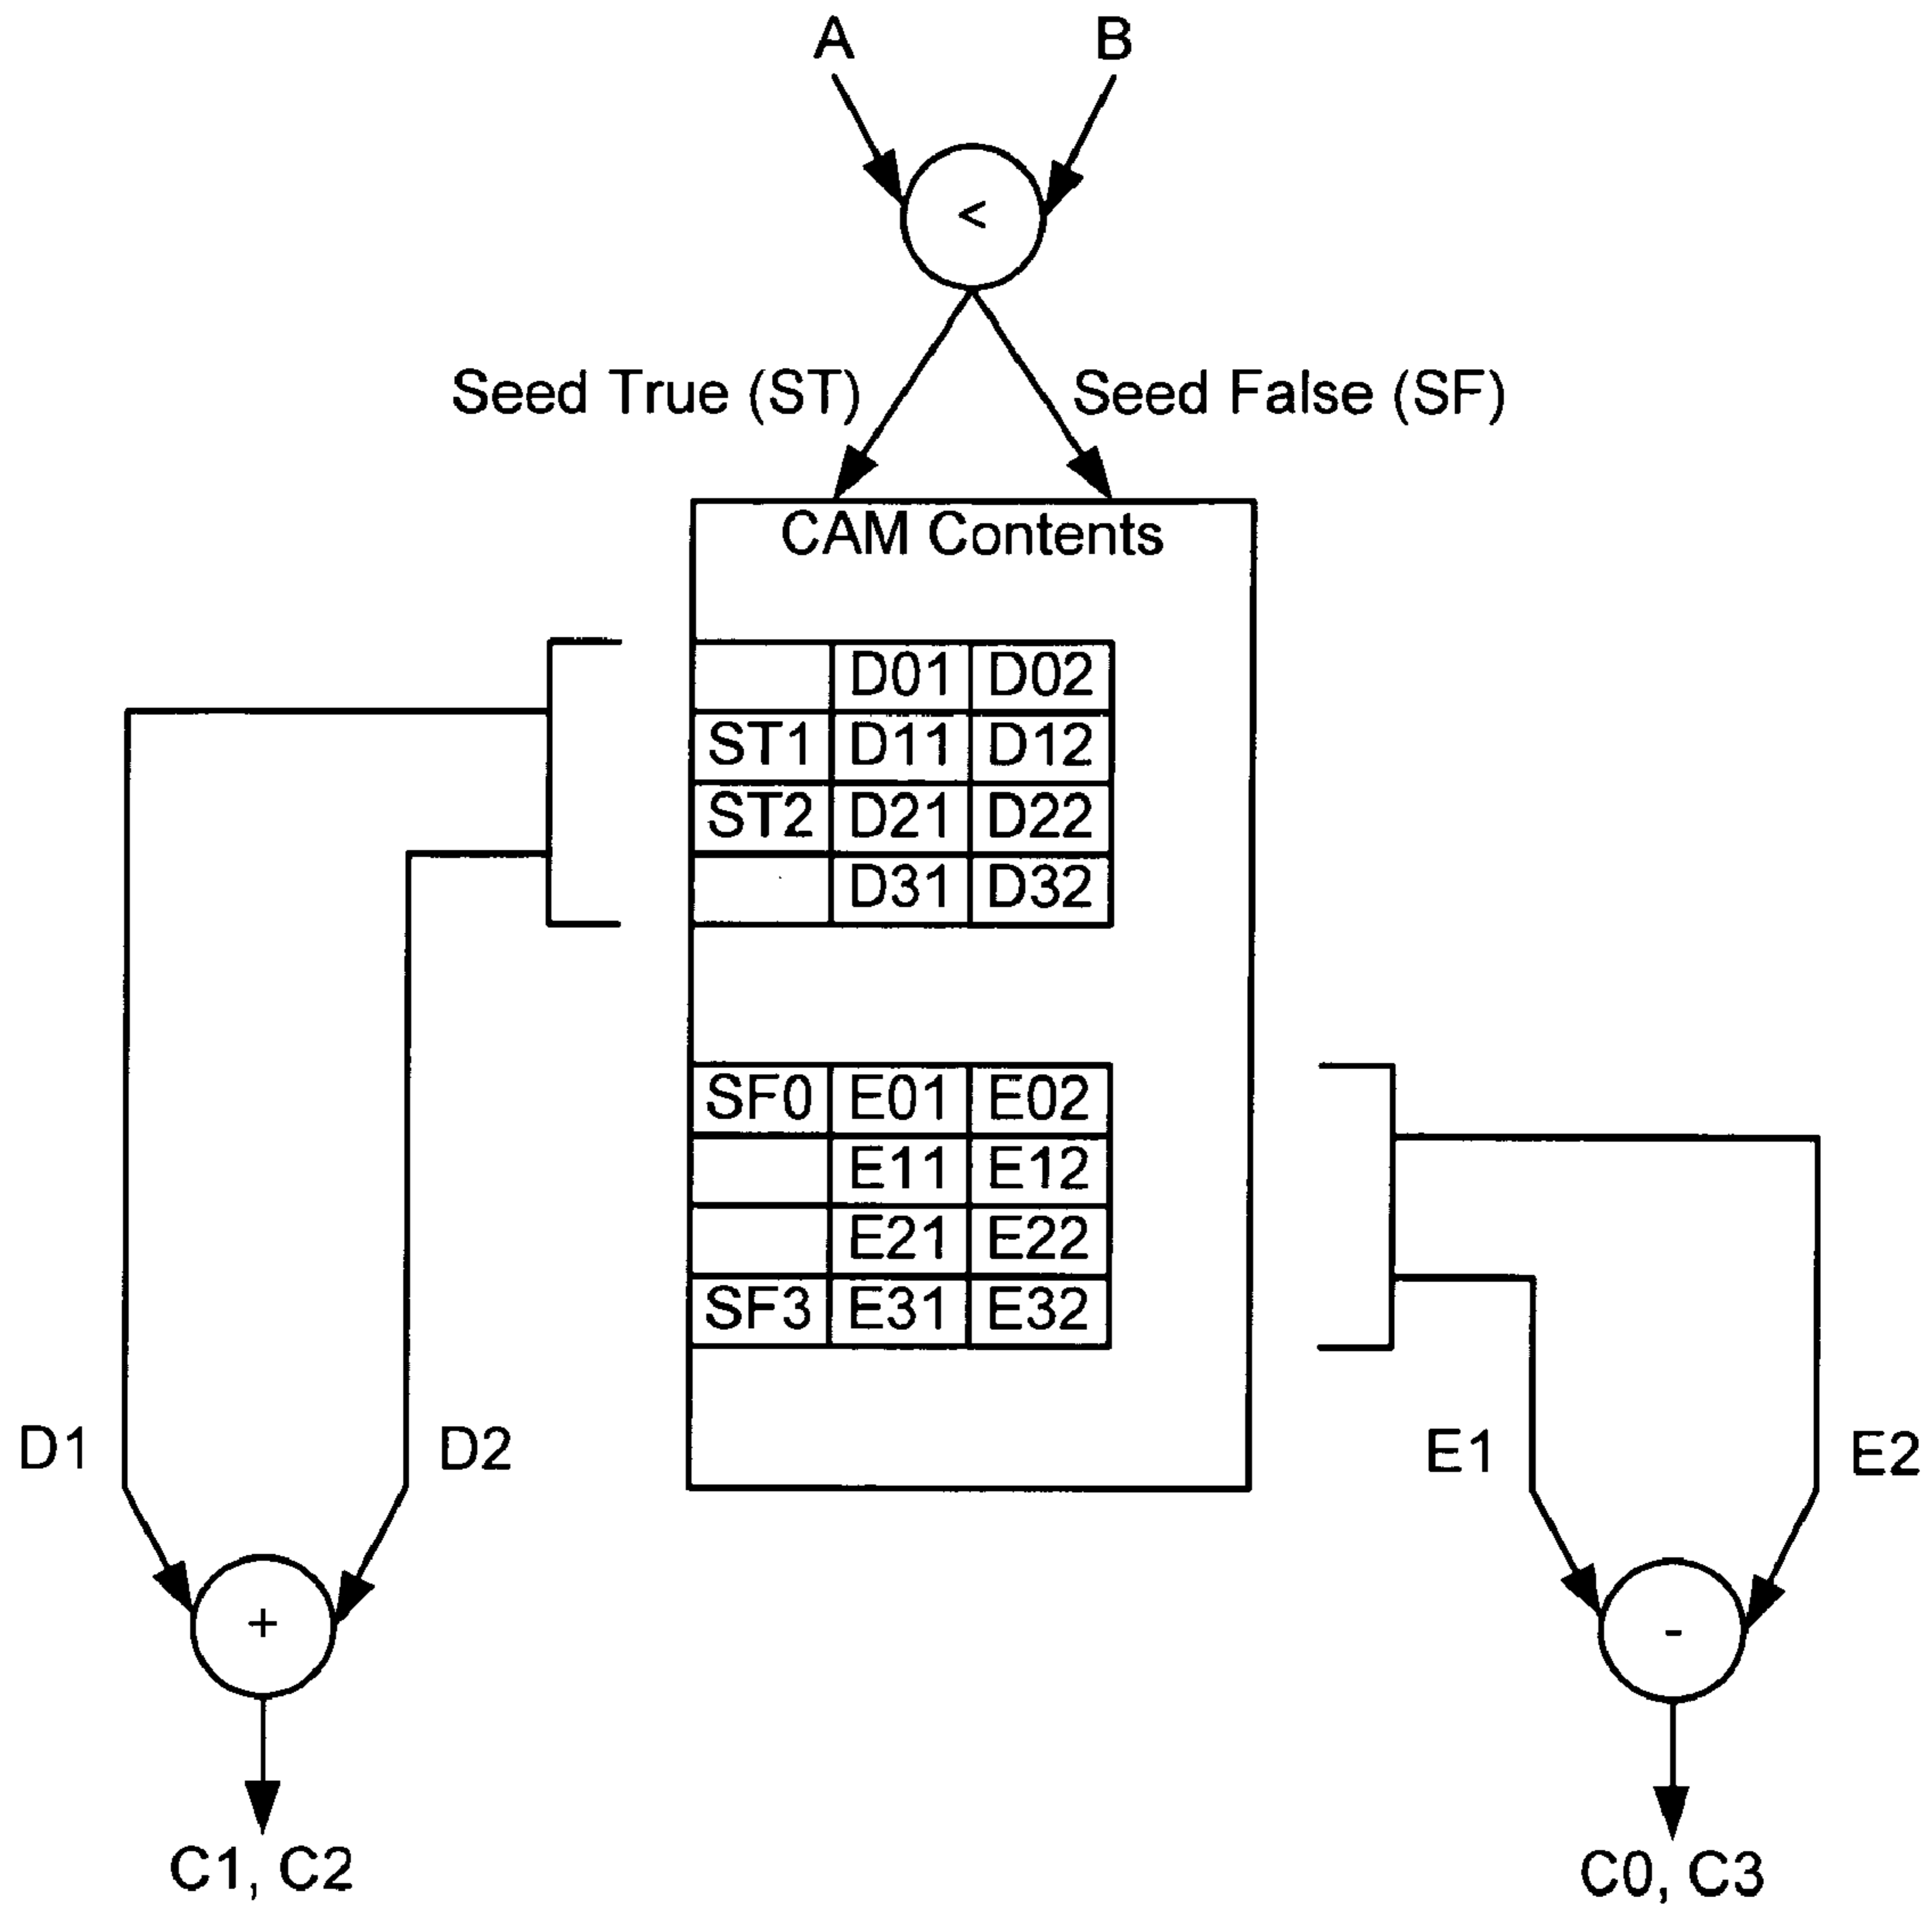 A B
<
Seed True (ST) Seed False (SF)
CAM Contents
D01 D02
ST1 D11 D12
ST2 D21 D22
D31 D32
SF0 E01 E02
E11 E12
E21 E22
SF3 E31 E32
D1 D2 E1 E2
+ -
C1, C2 C0, C3